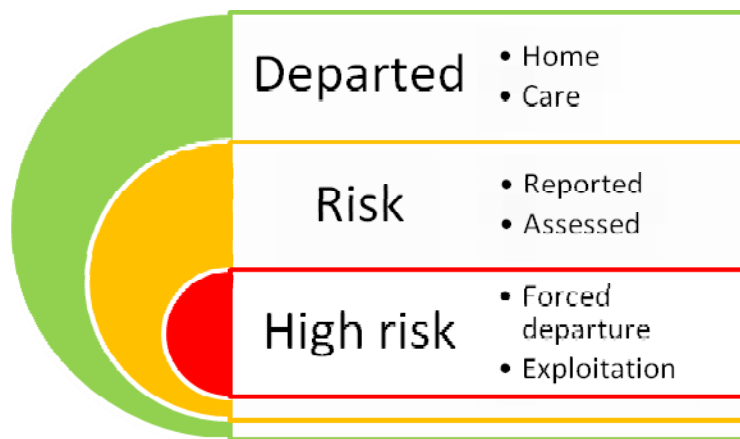 Departed
• Home
• Care
Risk
• Reported
• Assessed
High risk
• Forced
departure
• Exploitation